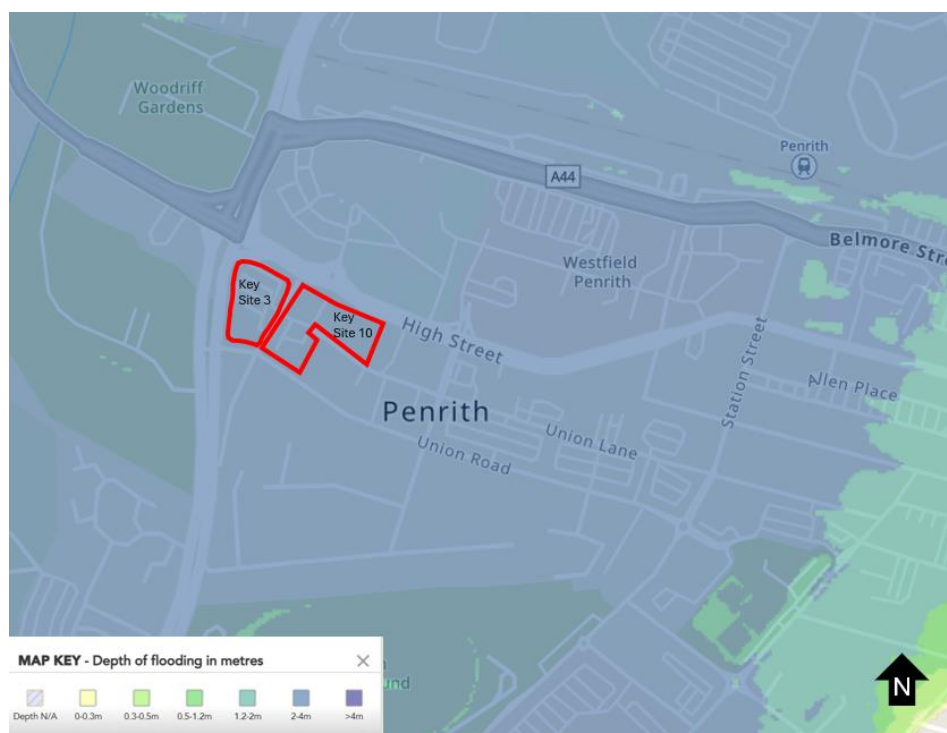 Woodriff
Gardens
Penrith
A44
Belmore Stre
Westfield
Penrith
Key
Site 3
Key
Site 10
High Street
Station Street
Allen Place
Penrith
Union Road
Union Lane
MAP KEY - Depth of flooding in metres
Depth N/A 0-0.3m 0.3-0.5m 0.5-1.2m 1.2-2m 2-4m >4m
und
N